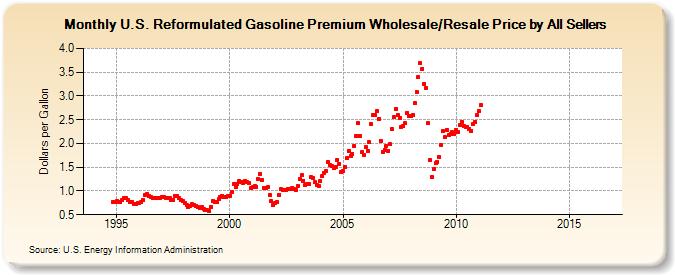 Monthly U.S. Reformulated Gasoline Premium Wholesale/Resale Price by All Sellers
Dollars per Gallon
4.0
3.5
3.0
2.5
2.0
1.5
1.0
0.5
1995 2000 2005 2010 2015
Source: U.S. Energy Information Administration